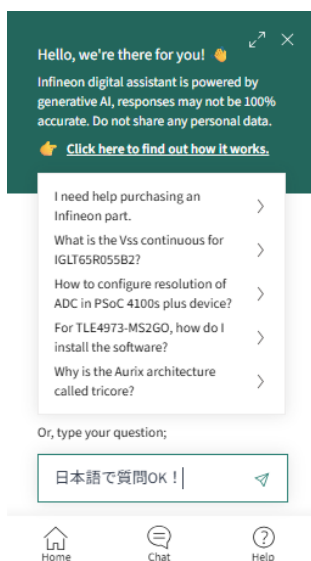 Hello, we're there for you! 👋
Infineon digital assistant is powered by
generative AI, responses may not be 100%
accurate. Do not share any personal data.
👉 Click here to find out how it works.
I need help purchasing an
Infineon part.
What is the Vss continuous for
IGLT65R055B2?
How to configure resolution of
ADC in PSoC 4100s plus device?
For TLE4973-MS2GO, how do I
install the software?
Why is the Aurix architecture
called tricore?
Or, type your question;
日本語で質問OK！
Home
Chat
Help